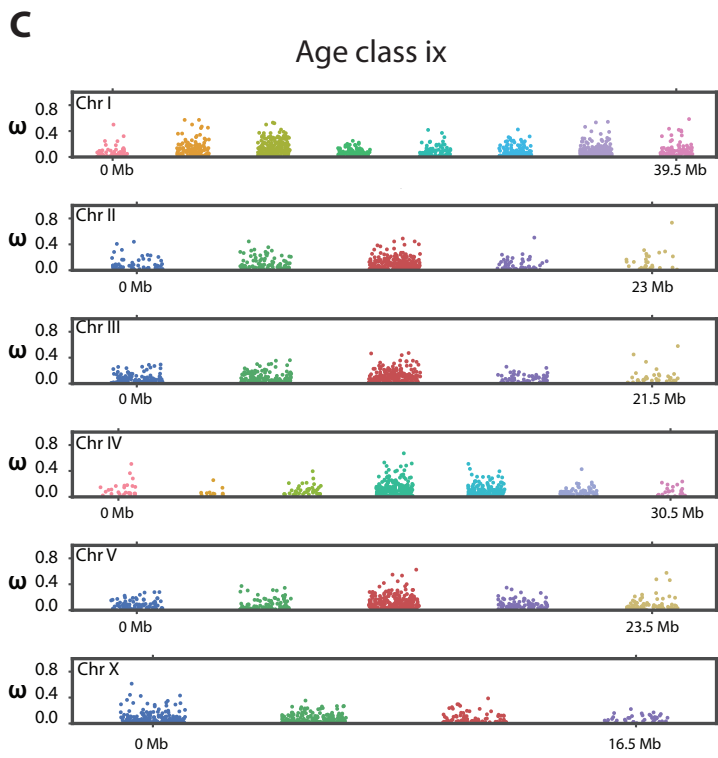 C
Age class ix
Chr I
0.8
ω 0.4
0.0
0 Mb 39.5 Mb
Chr II
0.8
ω 0.4
0.0
0 Mb 23 Mb
Chr III
0.8
ω 0.4
0.0
0 Mb 21.5 Mb
Chr IV
0.8
ω 0.4
0.0
0 Mb 30.5 Mb
Chr V
0.8
ω 0.4
0.0
0 Mb 23.5 Mb
Chr X
0.8
ω 0.4
0.0
0 Mb 16.5 Mb